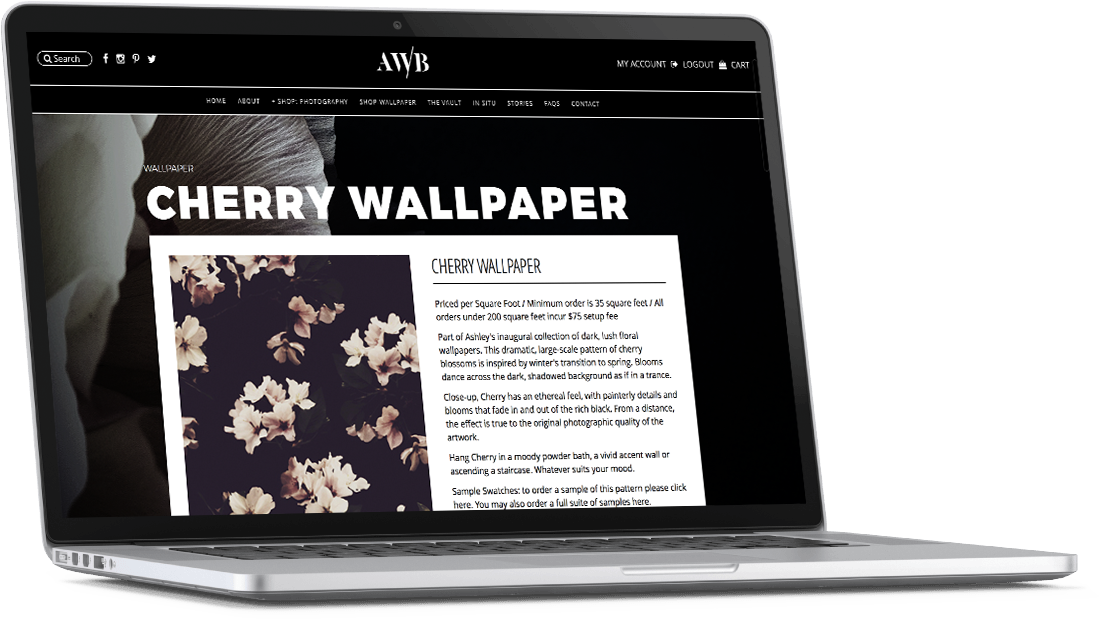 Search
AWB
MY ACCOUNT LOGOUT CART
HOME ABOUT + SHOP: PHOTOGRAPHY SHOP WALLPAPER THE VAULT IN SITU STORIES FAQS CONTACT
WALLPAPER
CHERRY WALLPAPER
CHERRY WALLPAPER
Priced per Square Foot / Minimum order is 35 square feet / All
orders under 200 square feet incur $75 setup fee
Part of Ashley's inaugural collection of dark, lush floral
wallpapers. This dramatic, large-scale pattern of cherry
blossoms is inspired by winter's transition to spring. Blooms
dance across the dark, shadowed background as if in a trance.
Close-up, Cherry has an ethereal feel, with painterly details and
blooms that fade in and out of the rich black. From a distance,
the effect is true to the original photographic quality of the
artwork.
Hang Cherry in a moody powder bath, a vivid accent wall or
ascending a staircase. Whatever suits your mood.
Sample Swatches: to order a sample of this pattern please click
here. You may also order a full suite of samples here.